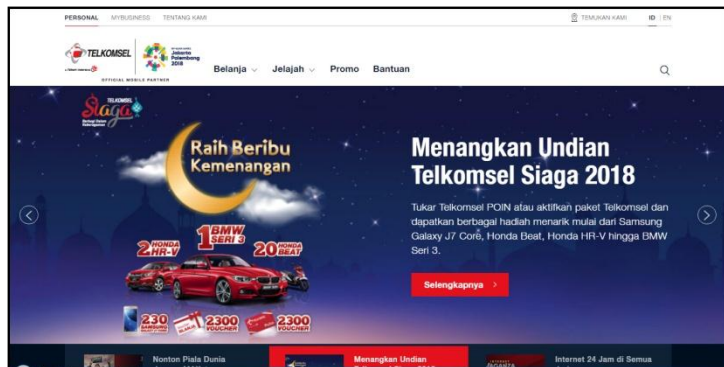 PERSONAL MYBUSINESS TENTANG KAMI
TEMUKAN KAMI ID | EN
TELKOMSEL
Jakarta
Palembang
2018
OFFICIAL MOBILE PARTNER
Belanja Jelajah Promo Bantuan
TELKOMSEL
Siaga
Raih Beribu
Kemenangan
Menangkan Undian
Telkomsel Siaga 2018
Tukar Telkomsel POIN atau aktifkan paket Telkomsel dan
dapatkan berbagai hadiah menarik mulai dari Samsung
Galaxy J7 Core, Honda Beat, Honda HR-V hingga BMW
Seri 3.
Selengkapnya
2 HONDA HR-V
1 BMW SERI 3
20 HONDA BEAT
230 SAMSUNG
2300 VOUCHER
2300 VOUCHER
Nonton Piala Dunia
Menangkan Undian
Internet 24 Jam di Semua